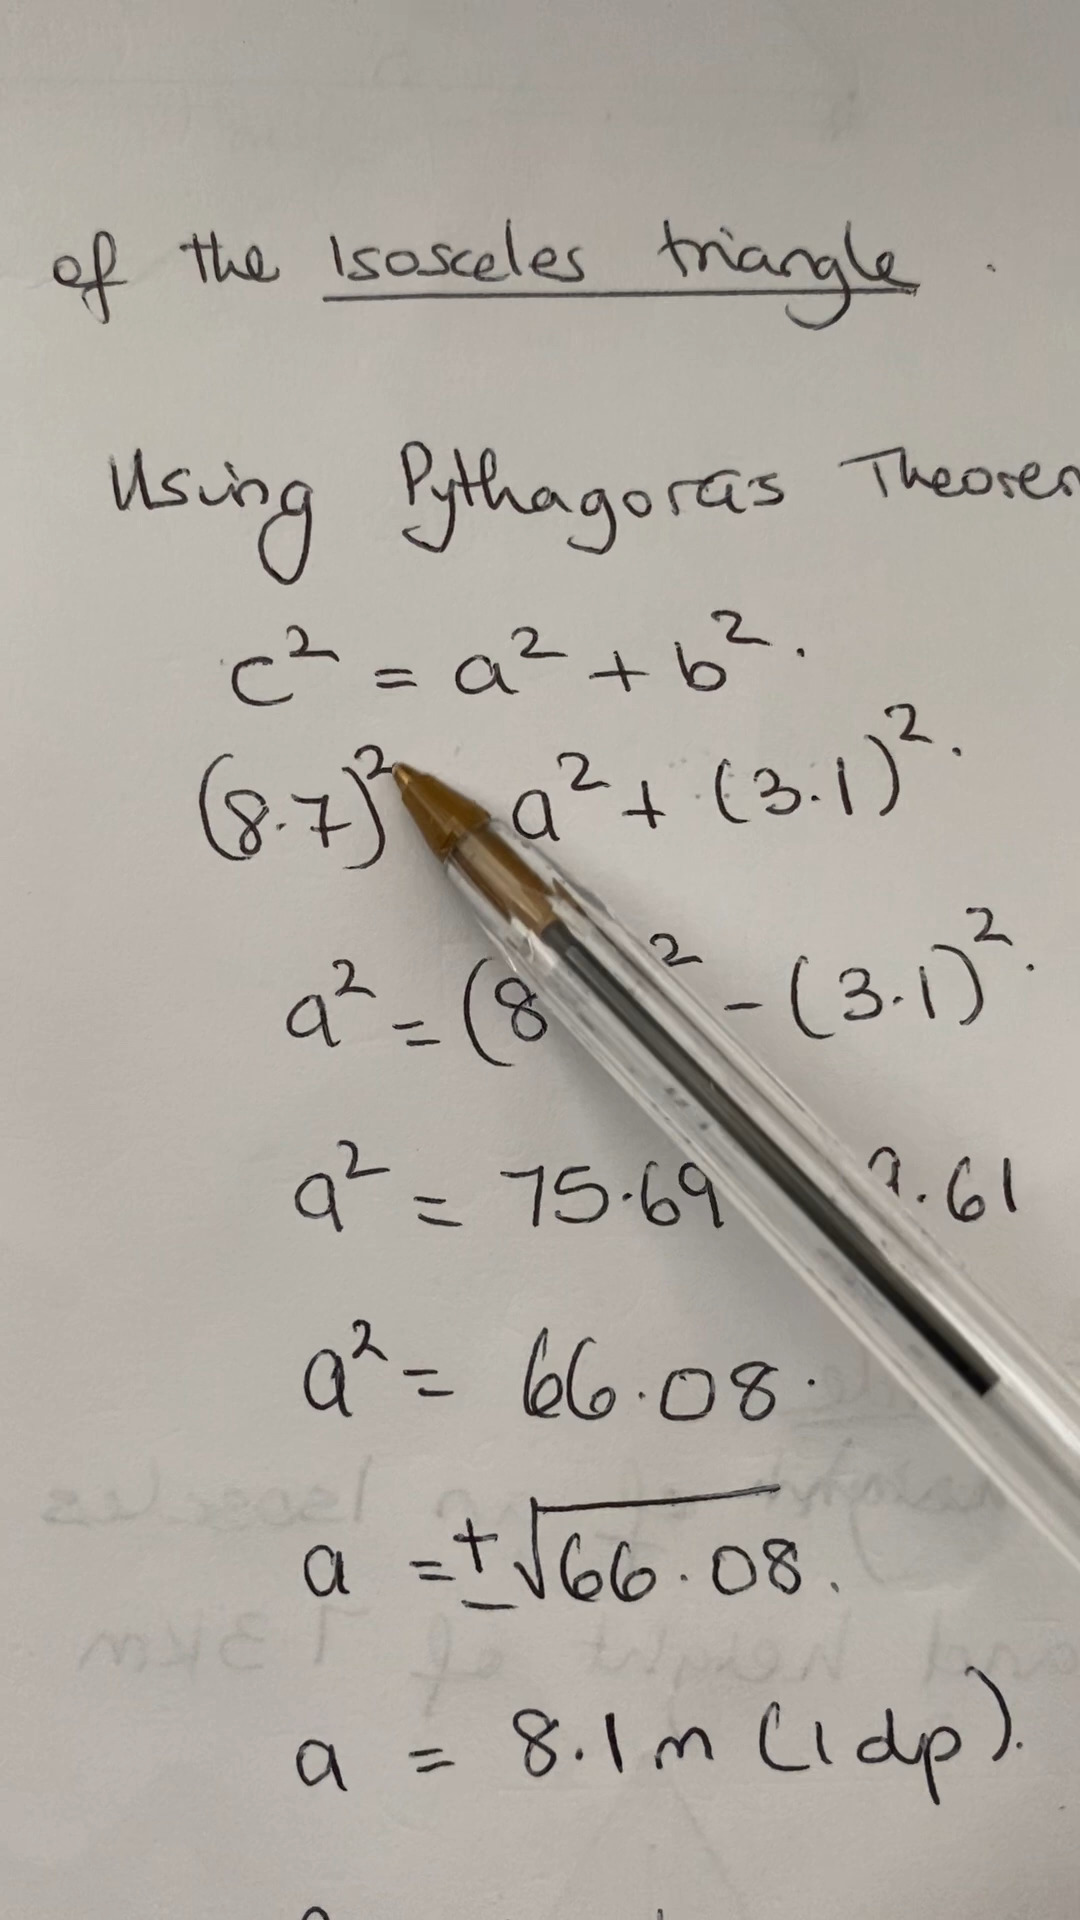 of the Isosceles triangle.
Using Pythagoras
c² = a² + b².
(8.7)² a² + (3.1)².
a² = (8 ² - (3.1)².
a² = 75.69 .61
a² = 66.08.
a = ±√66.08.
a = 8.1m (1dp).